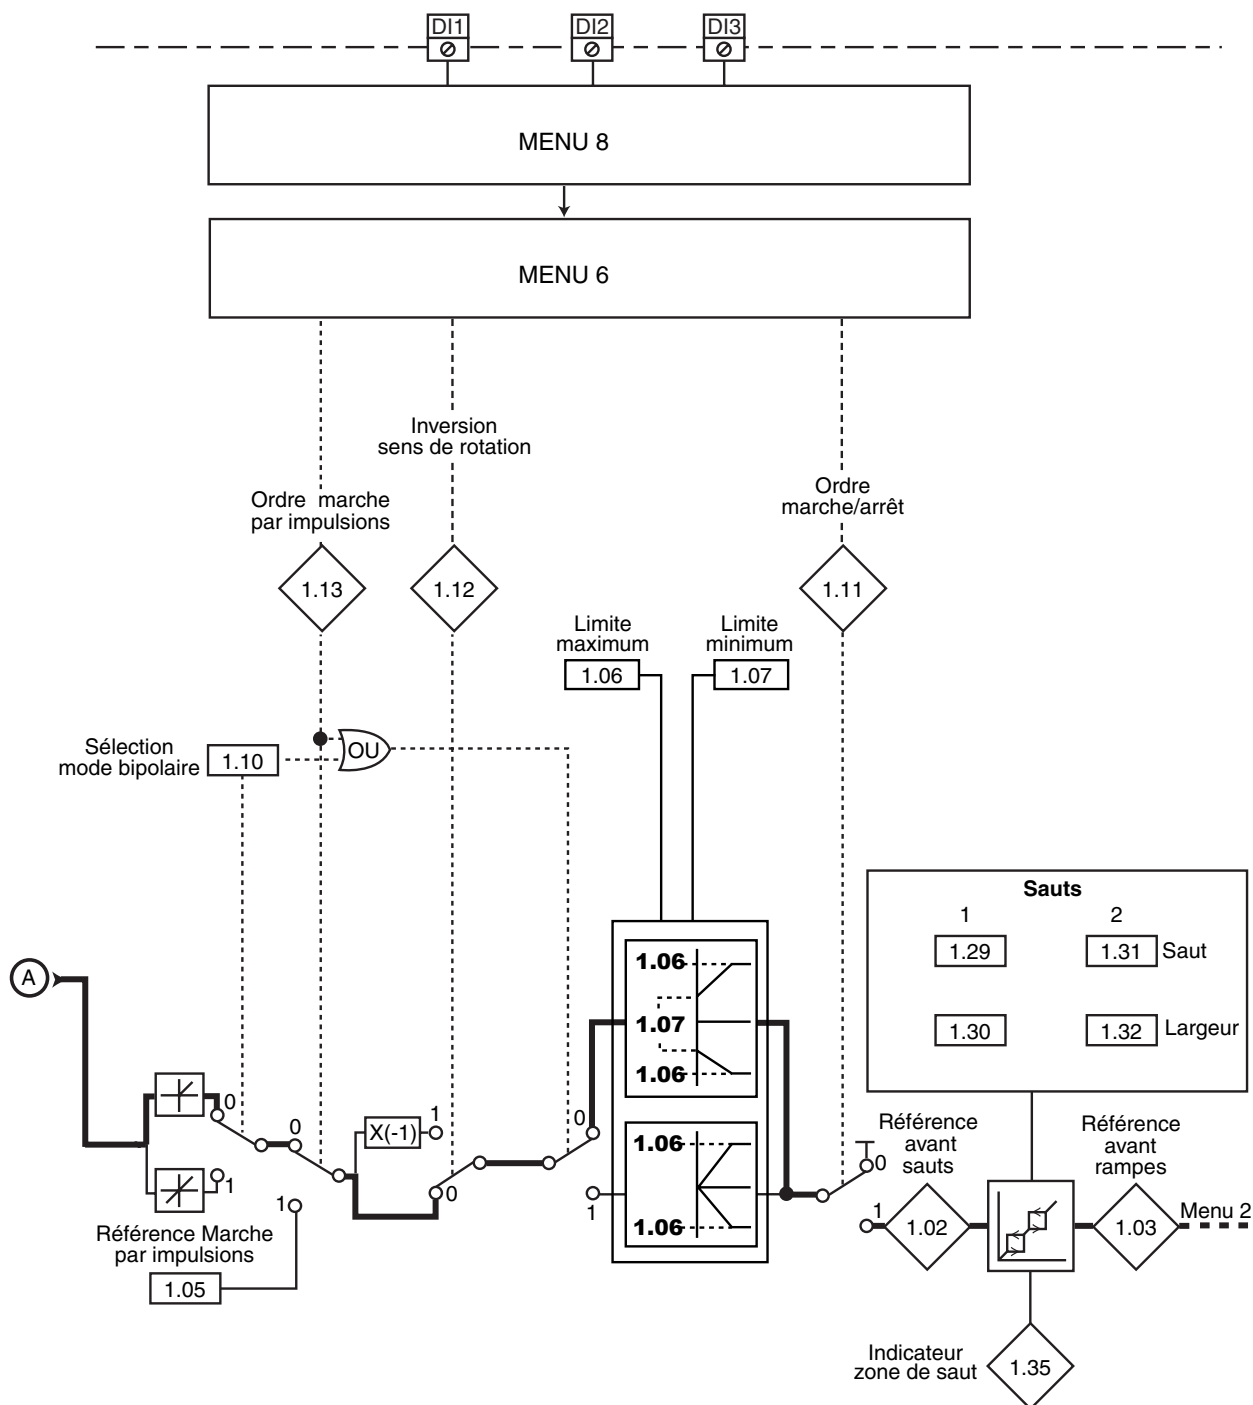 DI1 DI2 DI3
MENU 8
MENU 6
Inversion
sens de rotation
Ordre marche
par impulsions
Ordre
marche/arrêt
1.13
1.12
1.11
Limite
maximum
1.06
Limite
minimum
1.07
Sélection
mode bipolaire
1.10
OU
Sauts
1 2
1.29
1.31 Saut
1.30
1.32 Largeur
A
1.06
1.07
1.06
0
0
1
X(-1)
1
0
0
1
1.06
1.06
1
Référence Marche
par impulsions
1.05
0
1
Référence
avant
sauts
1.02
Référence
avant
rampes
1.03
Menu 2
Indicateur
zone de saut
1.35